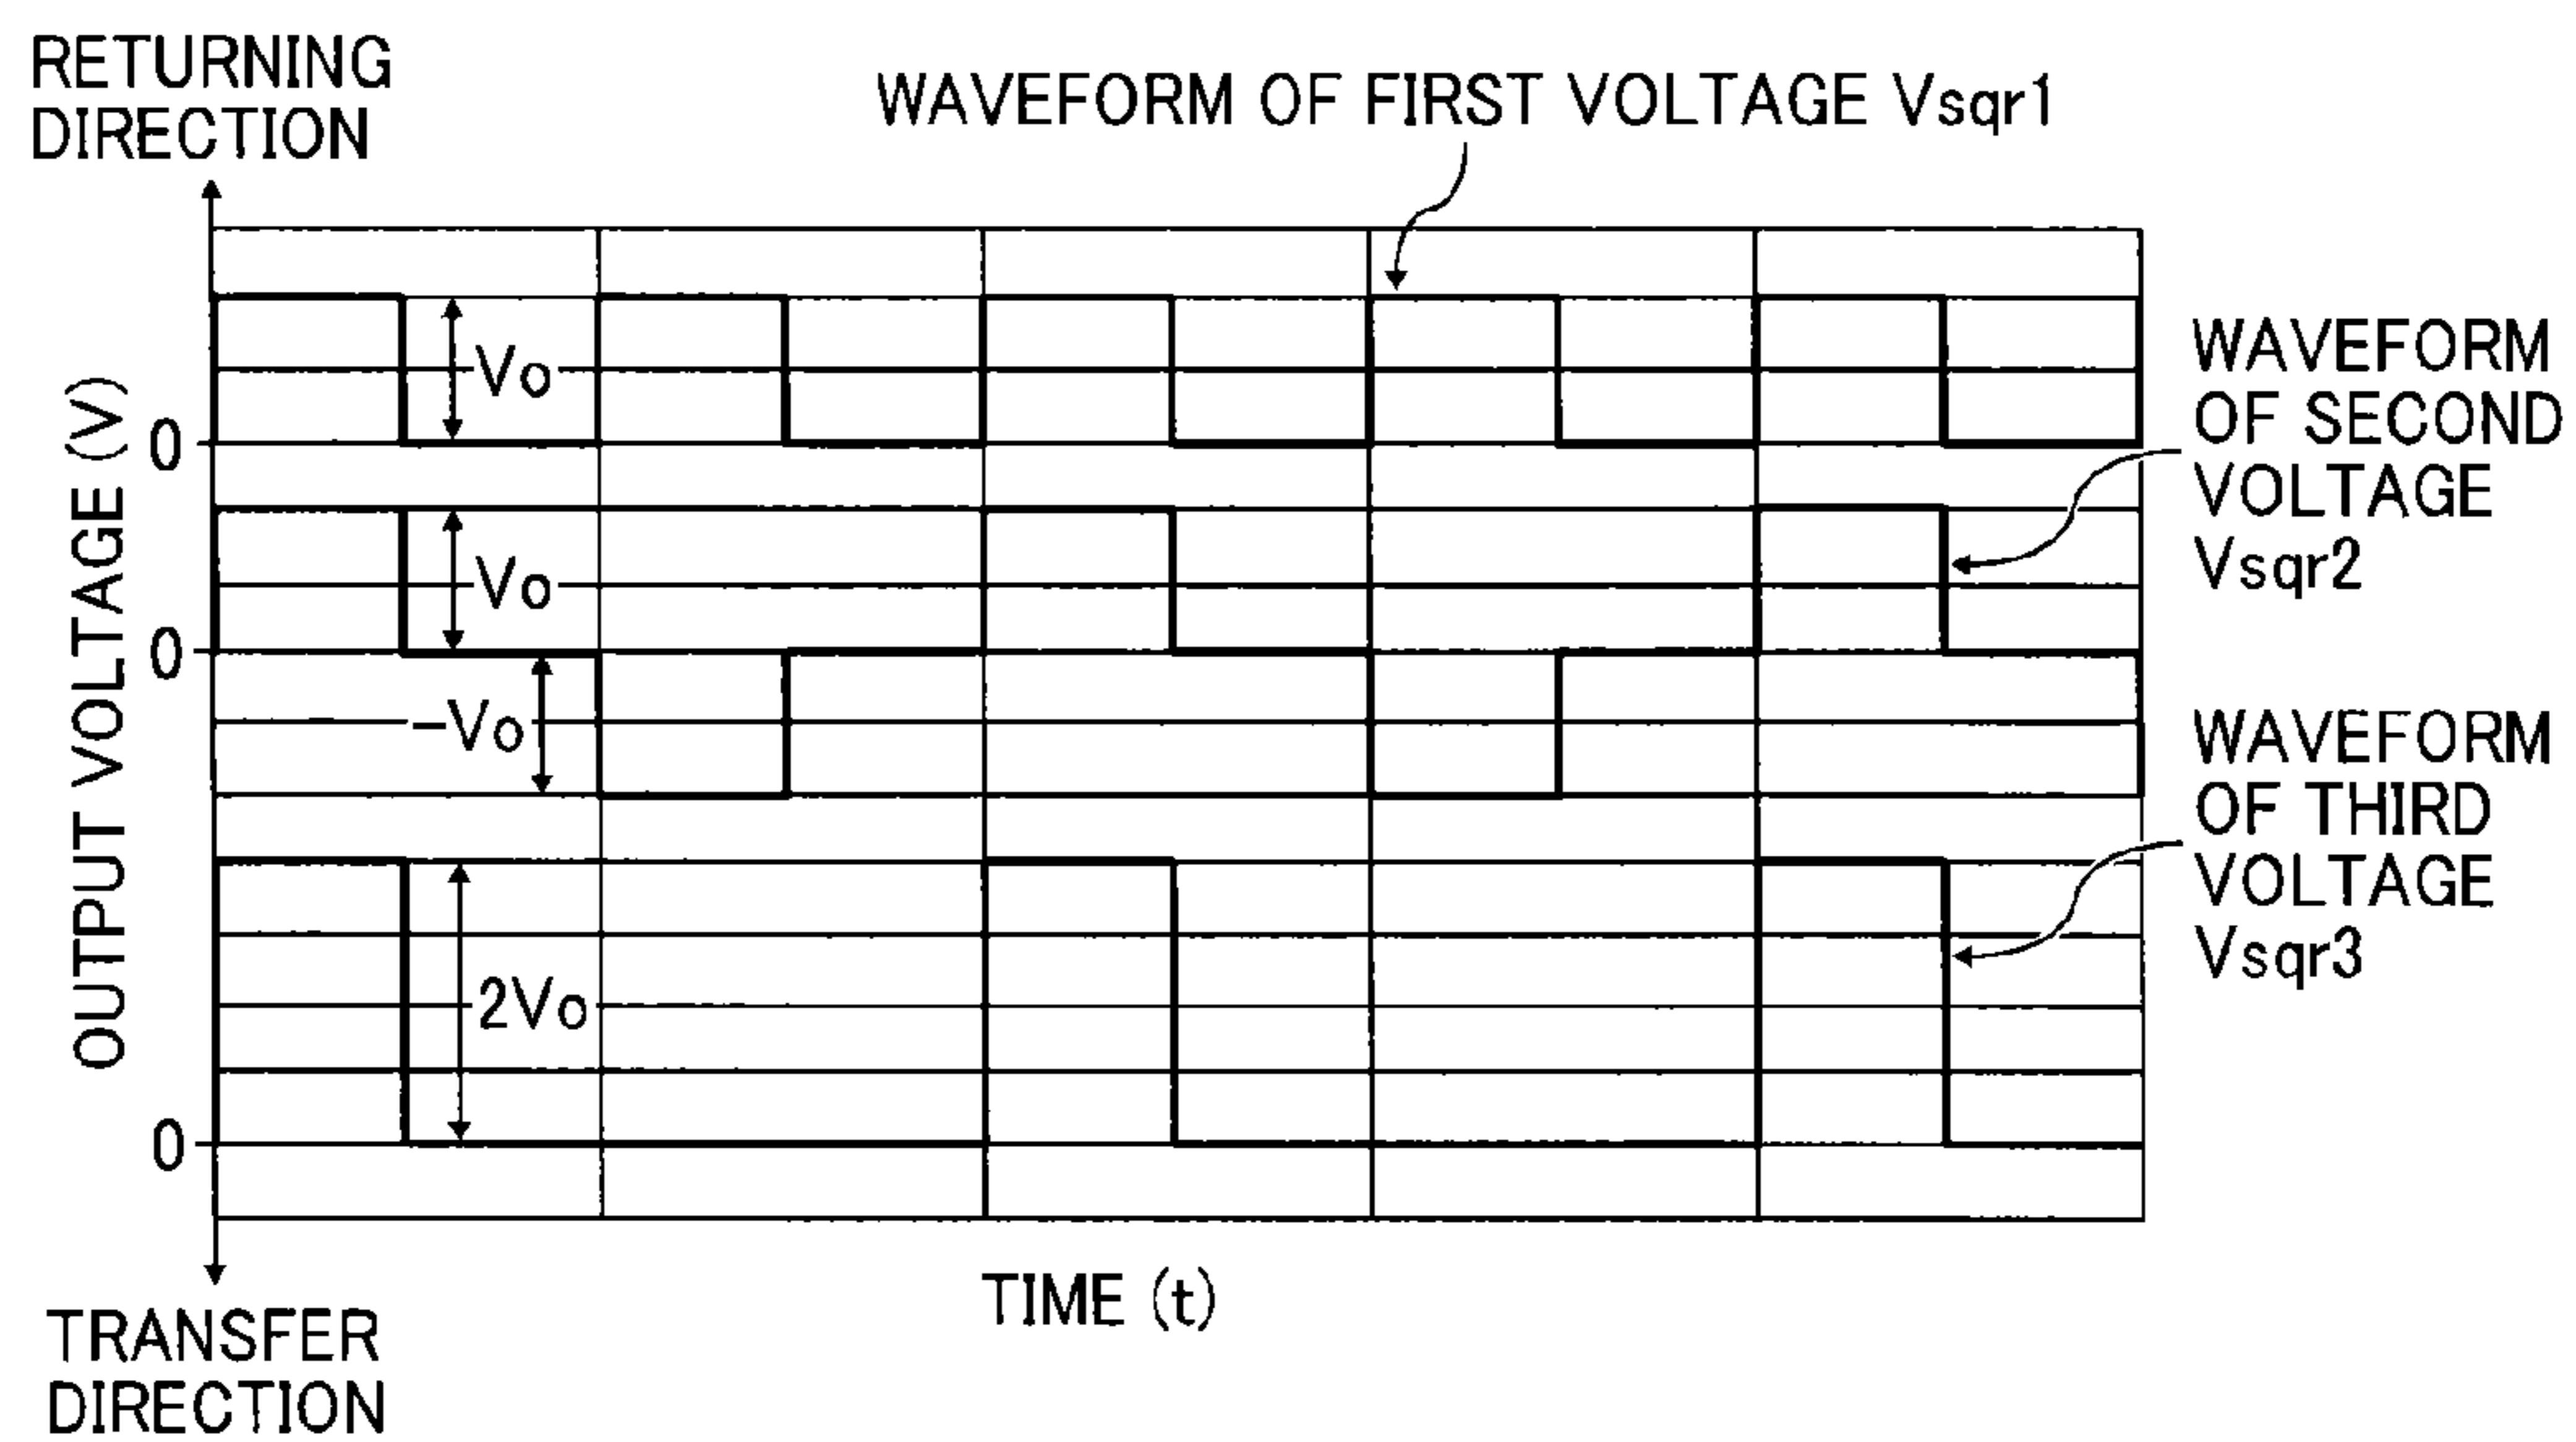 RETURNING
DIRECTION
WAVEFORM OF FIRST VOLTAGE Vsqr1
OUTPUT VOLTAGE (V)
Vo
0
WAVEFORM
OF SECOND
VOLTAGE
Vsqr2
Vo
0
-Vo
WAVEFORM
OF THIRD
VOLTAGE
Vsqr3
2Vo
0
TIME (t)
TRANSFER
DIRECTION